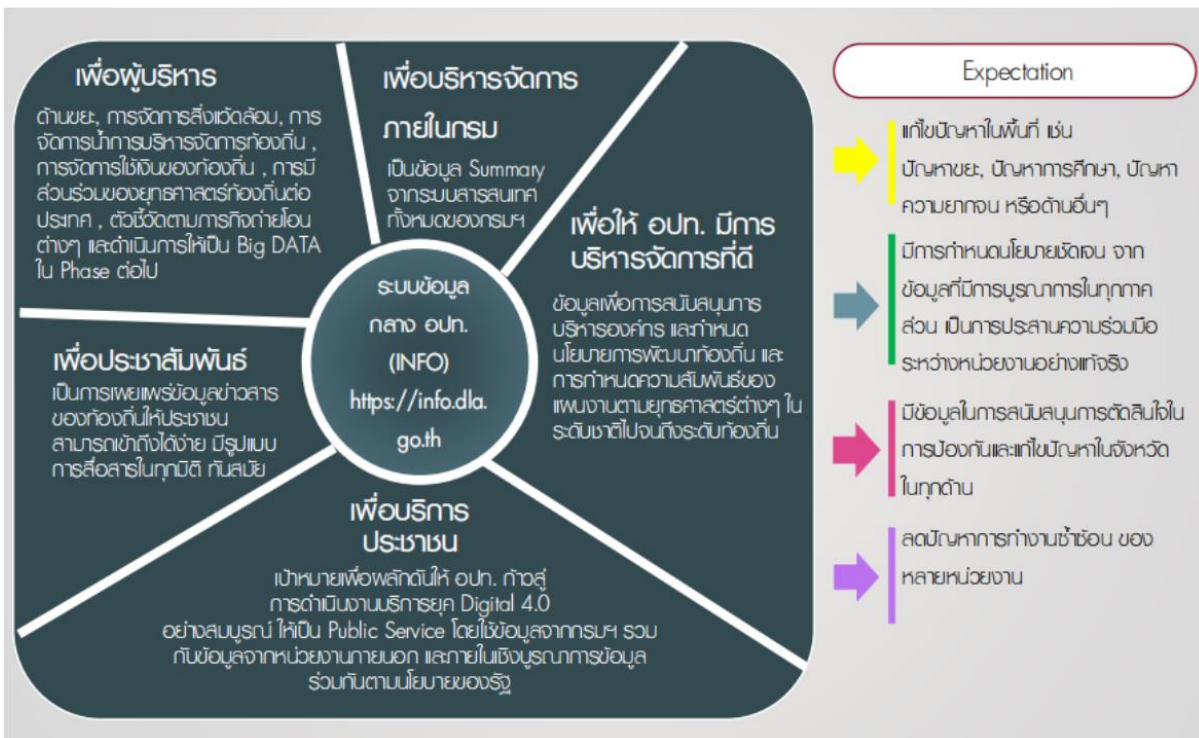 เพื่อผู้บริหาร
ด้านขยะ, การจัดการสิ่งแวดล้อม, การ
จัดการน้ำการบริหารจัดการท้องถิ่น ,
การจัดการใช้เงินของท้องถิ่น , การมี
ส่วนร่วมของยุทธศาสตร์ท้องถิ่นต่อ
ประเทศ , ตัวชี้วัดตามภารกิจถ่ายโอน
ต่างๆ และดำเนินการให้เป็น Big DATA
ใน Phase ต่อไป
เพื่อบริหารจัดการ
ภายในกรม
เป็นข้อมูล Summary
จากระบบสารสนเทศ
ทั้งหมดของกรมฯ
เพื่อให้ อปท. มีการ
บริหารจัดการที่ดี
ข้อมูลเพื่อการสนับสนุนการ
บริหารองค์กร และกำหนด
นโยบายการพัฒนาท้องถิ่น และ
การกำหนดความสัมพันธ์ของ
แผนงานตามยุทธศาสตร์ต่างๆ ใน
ระดับชาติไปจนถึงระดับท้องถิ่น
ระบบข้อมูล
กลาง อปท.
(INFO)
https://info.dla.
go.th
เพื่อประชาสัมพันธ์
เป็นการเผยแพร่ข้อมูลข่าวสาร
ของท้องถิ่นให้ประชาชน
สามารถเข้าถึงได้ง่าย มีรูปแบบ
การสื่อสารในทุกมิติ ทันสมัย
เพื่อบริการ
ประชาชน
เป้าหมายเพื่อผลักดันให้ อปท. ก้าวสู่
การดำเนินงานบริการยุค Digital 4.0
อย่างสมบูรณ์ ให้เป็น Public Service โดยใช้ข้อมูลจากกรมฯ รวม
กับข้อมูลจากหน่วยงานภายนอก และภายในเชิงบูรณาการข้อมูล
ร่วมกันตามนโยบายของรัฐ
Expectation
แก้ไขปัญหาในพื้นที่ เช่น
ปัญหาขยะ, ปัญหาการศึกษา, ปัญหา
ความยากจน หรือด้านอื่นๆ
มีการกำหนดนโยบายชัดเจน จาก
ข้อมูลที่มีการบูรณาการในทุกภาค
ส่วน เป็นการประสานความร่วมมือ
ระหว่างหน่วยงานอย่างแท้จริง
มีข้อมูลในการสนับสนุนการตัดสินใจใน
การป้องกันและแก้ไขปัญหาในจังหวัด
ในทุกด้าน
ลดปัญหาการทำงานซ้ำซ้อน ของ
หลายหน่วยงาน